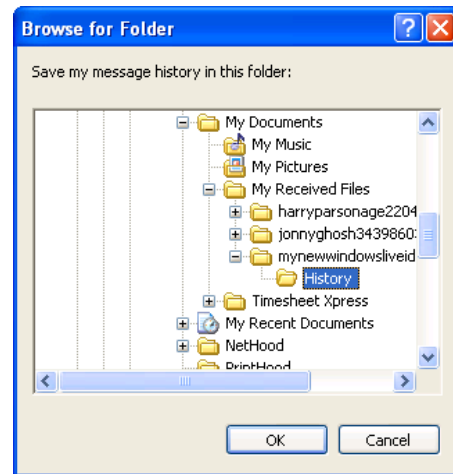 Browse for Folder
Save my message history in this folder:
My Documents
My Music
My Pictures
My Received Files
harryparsonage2204
jonnyghosh3439860
mynewwindowsliveid
History
Timesheet Xpress
My Recent Documents
NetHood
PrintHood
OK Cancel